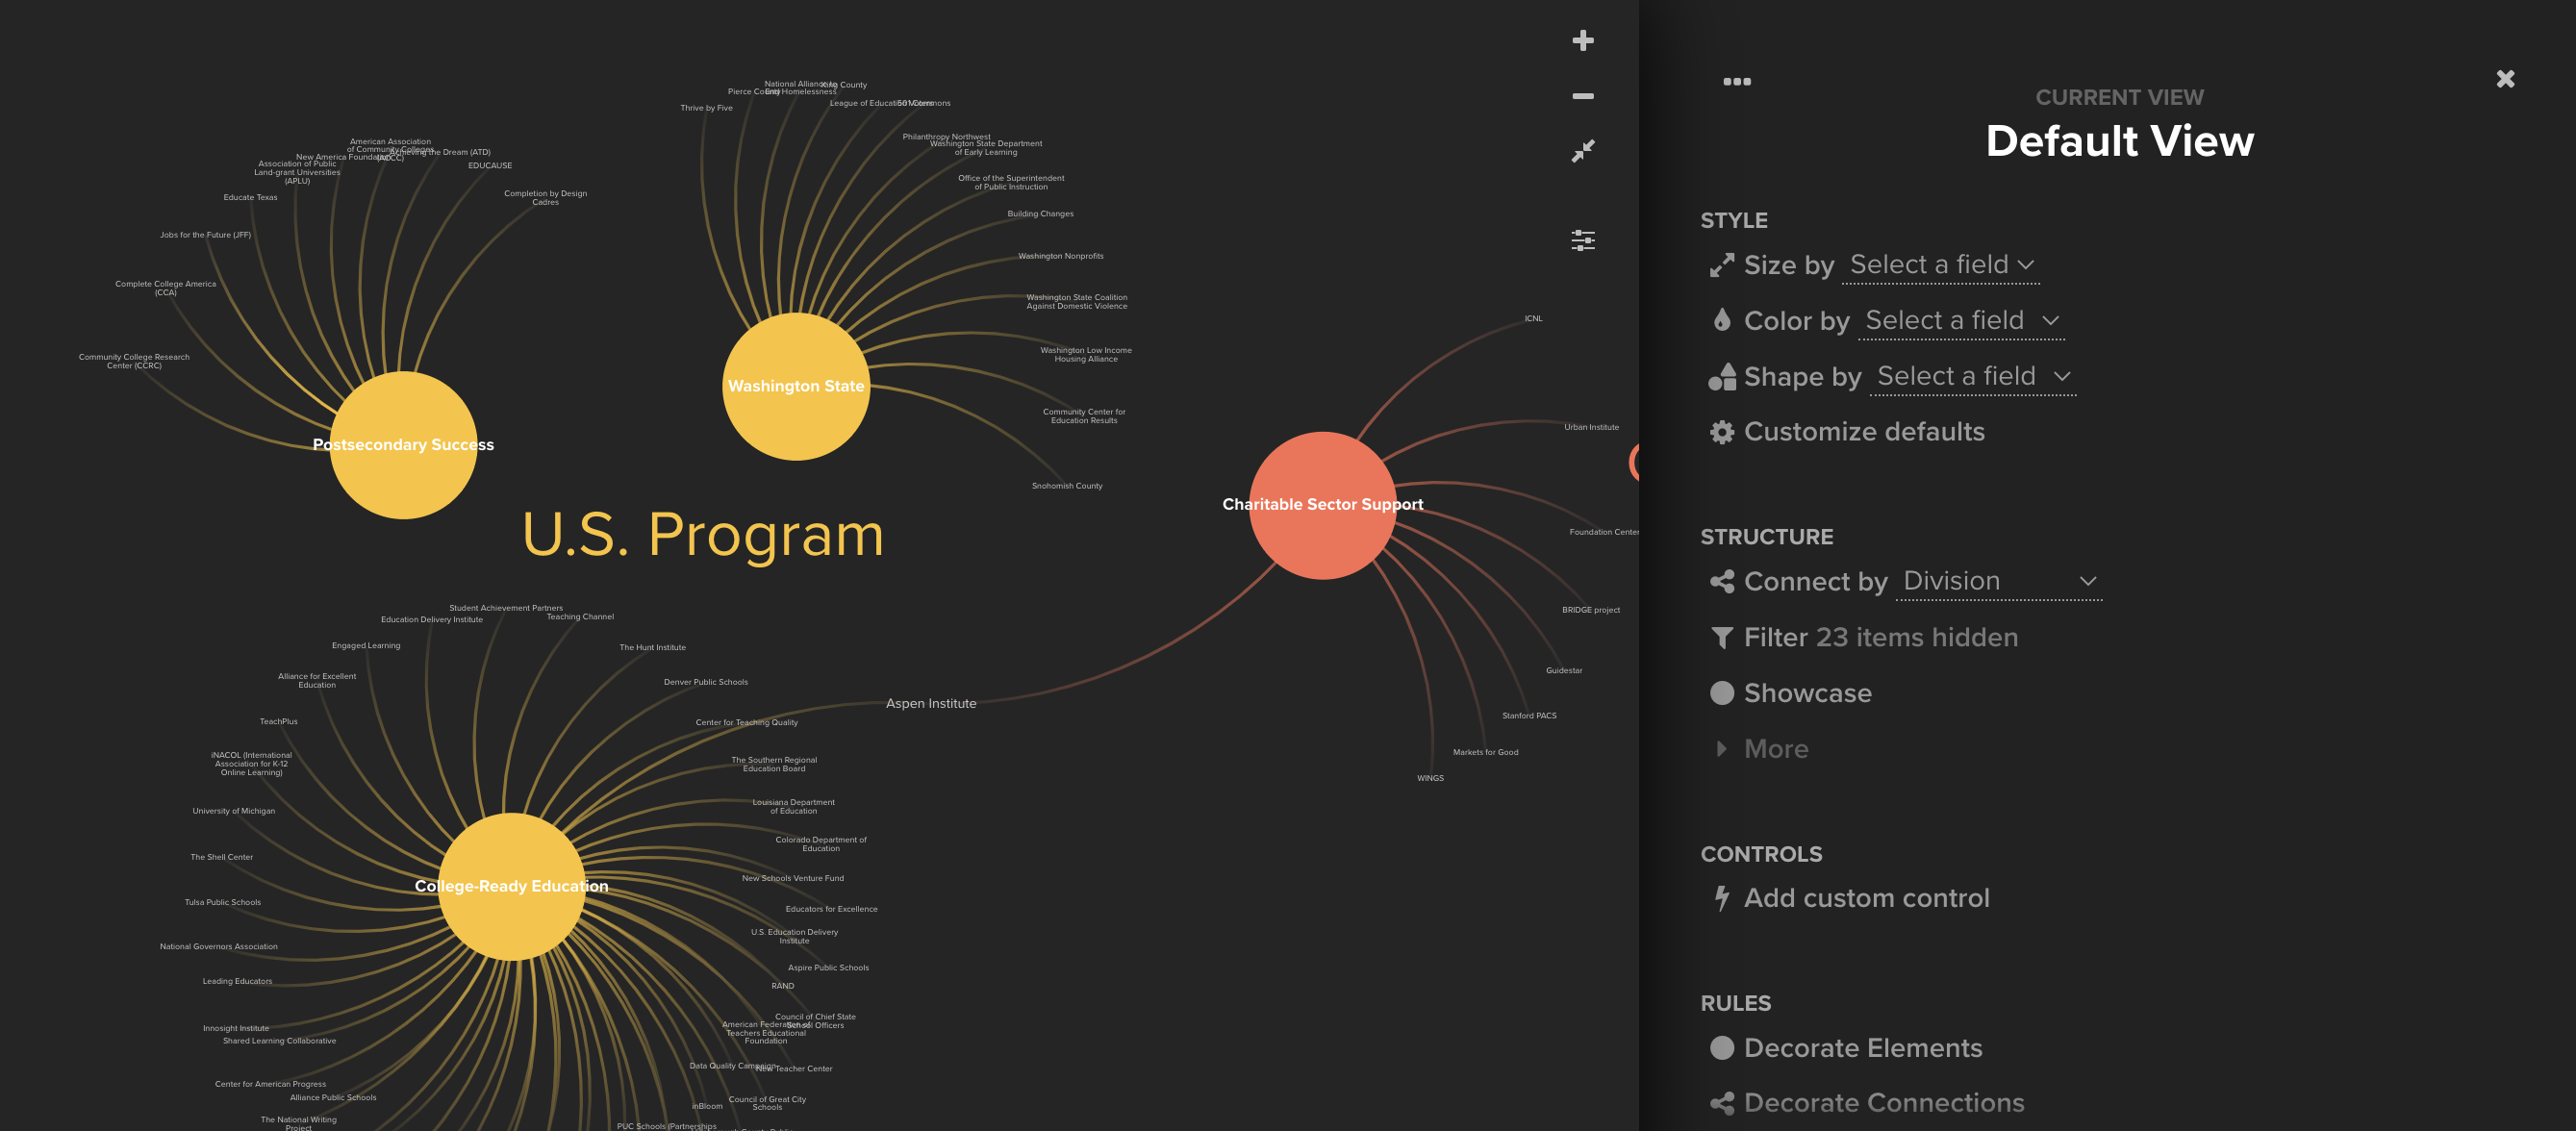 National Alliance to
End Homelessness
King County
Pierce County
Thrive by Five
League of Education Voters
501 Commons
Philanthropy Northwest
Washington State Department
of Early Learning
Office of the Superintendent
of Public Instruction
Building Changes
Washington Nonprofits
Washington State Coalition
Against Domestic Violence
Washington Low Income
Housing Alliance
Community Center for
Education Results
Snohomish County
Washington State
American Association
of Community Colleges
(AACC)
Achieving the Dream (ATD)
New America Foundation
EDUCAUSE
Association of Public
Land-grant Universities
(APLU)
Completion by Design
Cadres
Educate Texas
Jobs for the Future (JFF)
Complete College America
(CCA)
Community College Research
Center (CCRC)
Postsecondary Success
U.S. Program
ICNL
Urban Institute
Charitable Sector Support
Foundation Center
BRIDGE project
Guidestar
Stanford PACS
Markets for Good
WINGS
Aspen Institute
Student Achievement Partners
Education Delivery Institute
Teaching Channel
Engaged Learning
The Hunt Institute
Alliance for Excellent
Education
Denver Public Schools
TeachPlus
Center for Teaching Quality
iNACOL (International
Association for K-12
Online Learning)
The Southern Regional
Education Board
University of Michigan
Louisiana Department
of Education
Colorado Department of
Education
The Shell Center
New Schools Venture Fund
College-Ready Education
Tulsa Public Schools
Educators for Excellence
U.S. Education Delivery
Institute
National Governors Association
Aspire Public Schools
Leading Educators
RAND
Council of Chief State
School Officers
American Federation of
Teachers Educational
Foundation
Innosight Institute
Shared Learning Collaborative
Data Quality Campaign
New Teacher Center
Center for American Progress
Alliance Public Schools
inBloom
Council of Great City
Schools
The National Writing
Project
PUC Schools (Partnerships
CURRENT VIEW
Default View
STYLE
Size by Select a field
Color by Select a field
Shape by Select a field
Customize defaults
STRUCTURE
Connect by Division
Filter 23 items hidden
Showcase
More
CONTROLS
Add custom control
RULES
Decorate Elements
Decorate Connections